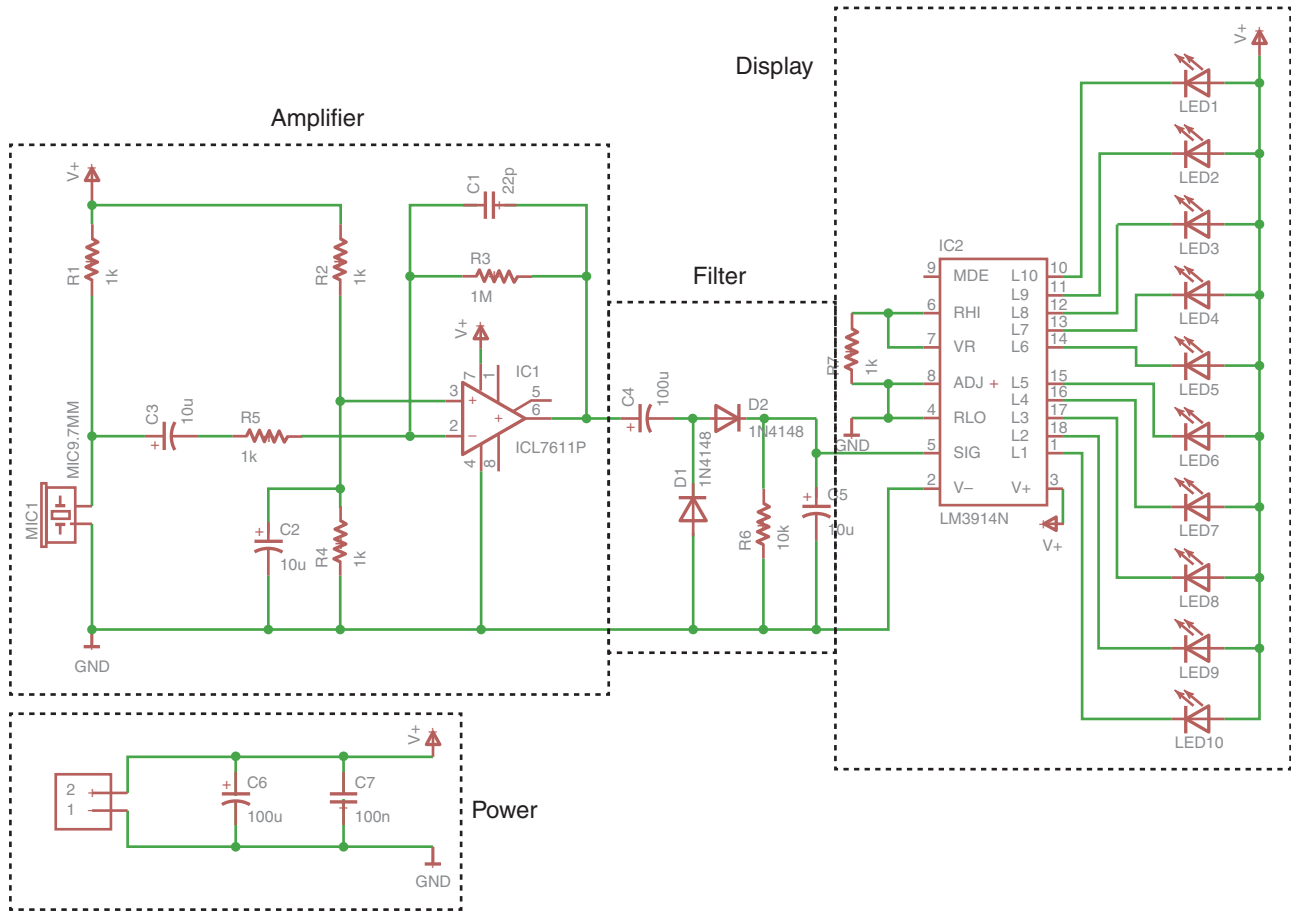 Display
V+
LED1
LED2
LED3
LED4
LED5
LED6
LED7
LED8
LED9
LED10
Amplifier
V+
R1
1k
R2
1k
C1
22p
R3
1M
V+
7
1
IC1
3
+
5
+
6
2
–
ICL7611P
4
8
MIC9.7MM
C3
10u
+
R5
1k
MIC1
+
C2
10u
R4
1k
GND
Filter
C4
100u
+
D2
1N4148
D1
1N4148
R6
10k
+
C5
10u
IC2
9 MDE L10 10
L9 11
6 RHI L8 12
L7 13
7 VR L6 14
8 ADJ + L5 15
L4 16
4 RLO L3 17
L2 18
5 SIG L1 1
2 V– V+ 3
LM3914N
V+
R7
1k
GND
V+
2 +
1 –
+
C6
100u
C7
+
100n
Power
GND